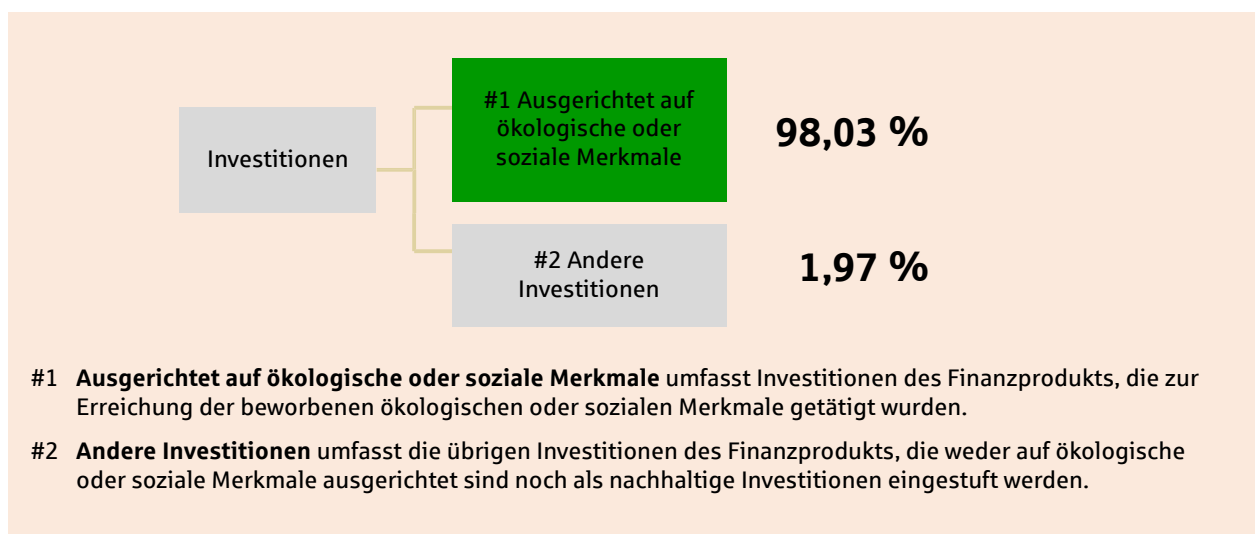 #1 Ausgerichtet auf
ökologische oder
soziale Merkmale
98,03 %
Investitionen
#2 Andere
Investitionen
1,97 %
#1 Ausgerichtet auf ökologische oder soziale Merkmale umfasst Investitionen des Finanzprodukts, die zur
Erreichung der beworbenen ökologischen oder sozialen Merkmale getätigt wurden.
#2 Andere Investitionen umfasst die übrigen Investitionen des Finanzprodukts, die weder auf ökologische
oder soziale Merkmale ausgerichtet sind noch als nachhaltige Investitionen eingestuft werden.